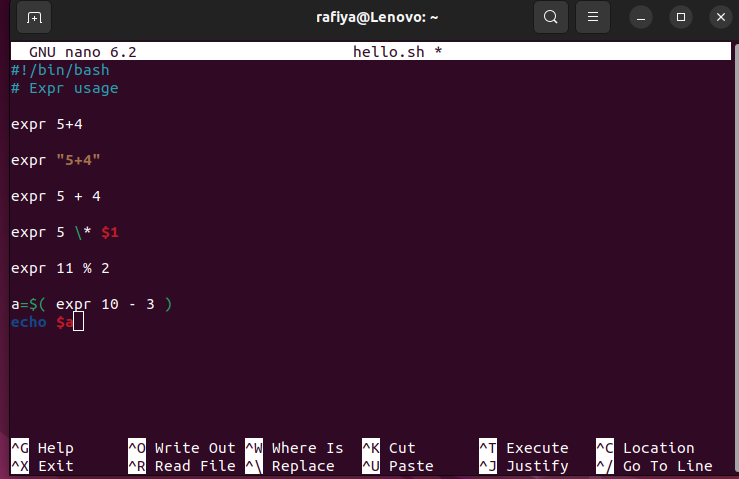 rafiya@Lenovo: ~
GNU nano 6.2 hello.sh *
#!/bin/bash
# Expr usage
expr 5+4
expr "5+4"
expr 5 + 4
expr 5 \* $1
expr 11 % 2
a=$( expr 10 - 3 )
echo $a
^G Help ^O Write Out ^W Where Is ^K Cut ^T Execute ^C Location
^X Exit ^R Read File ^\ Replace ^U Paste ^J Justify ^/ Go To Line